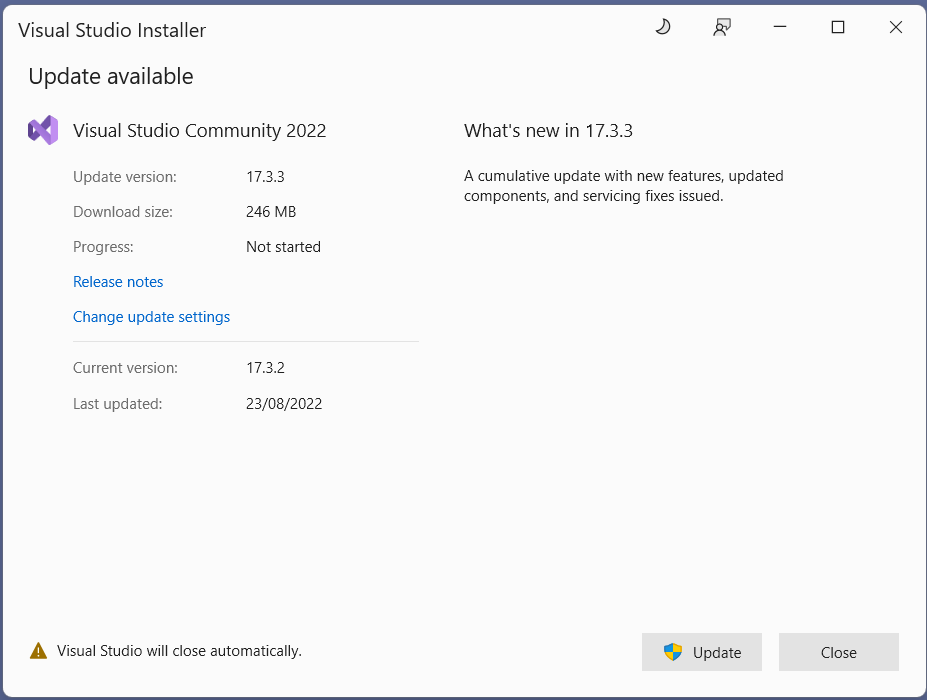 Visual Studio Installer
Update available
Visual Studio Community 2022
Update version: 17.3.3
Download size: 246 MB
Progress: Not started
Release notes
Change update settings
Current version: 17.3.2
Last updated: 23/08/2022
What's new in 17.3.3
A cumulative update with new features, updated
components, and servicing fixes issued.
Visual Studio will close automatically.
Update
Close